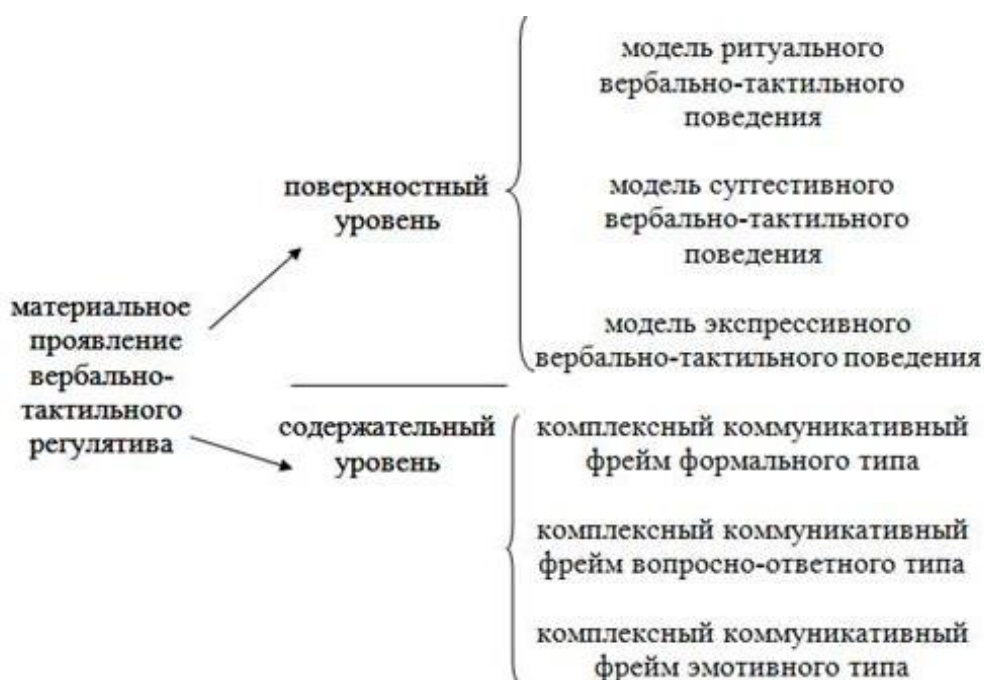 материальное
проявление
вербально-
тактильного
регулятива
поверхностный
уровень
модель ритуального
вербально-тактильного
поведения
модель суггестивного
вербально-тактильного
поведения
модель экспрессивного
вербально-тактильного поведения
содержательный
уровень
комплексный коммуникативный
фрейм формального типа
комплексный коммуникативный
фрейм вопросно-ответного типа
комплексный коммуникативный
фрейм эмотивного типа